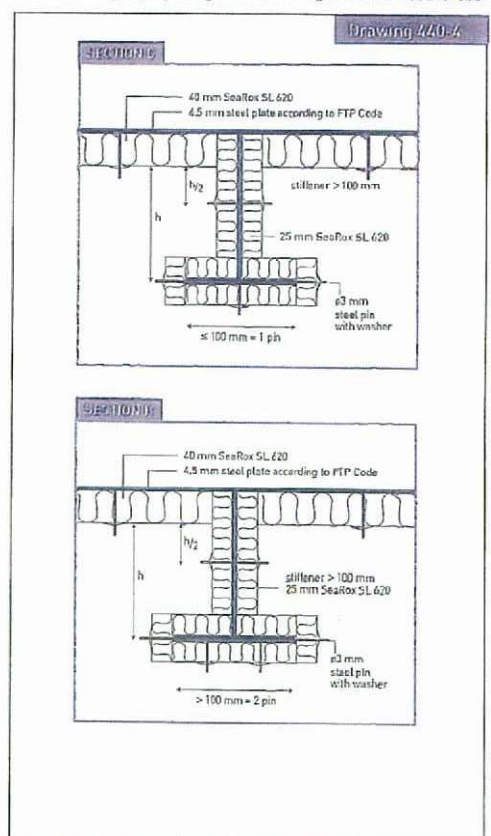 Drawing 440-4
SECTION C
40 mm SeaRox SL 620
4.5 mm steel plate according to FTP Code
h/2
stiffener > 100 mm
h
25 mm SeaRox SL 620
ø3 mm
steel pin
with washer
≤ 100 mm = 1 pin
SECTION
40 mm SeaRox SL 620
4.5 mm steel plate according to FTP Code
h/2
h
stiffener > 100 mm
25 mm SeaRox SL 620
ø3 mm
steel pin
with washer
> 100 mm = 2 pin